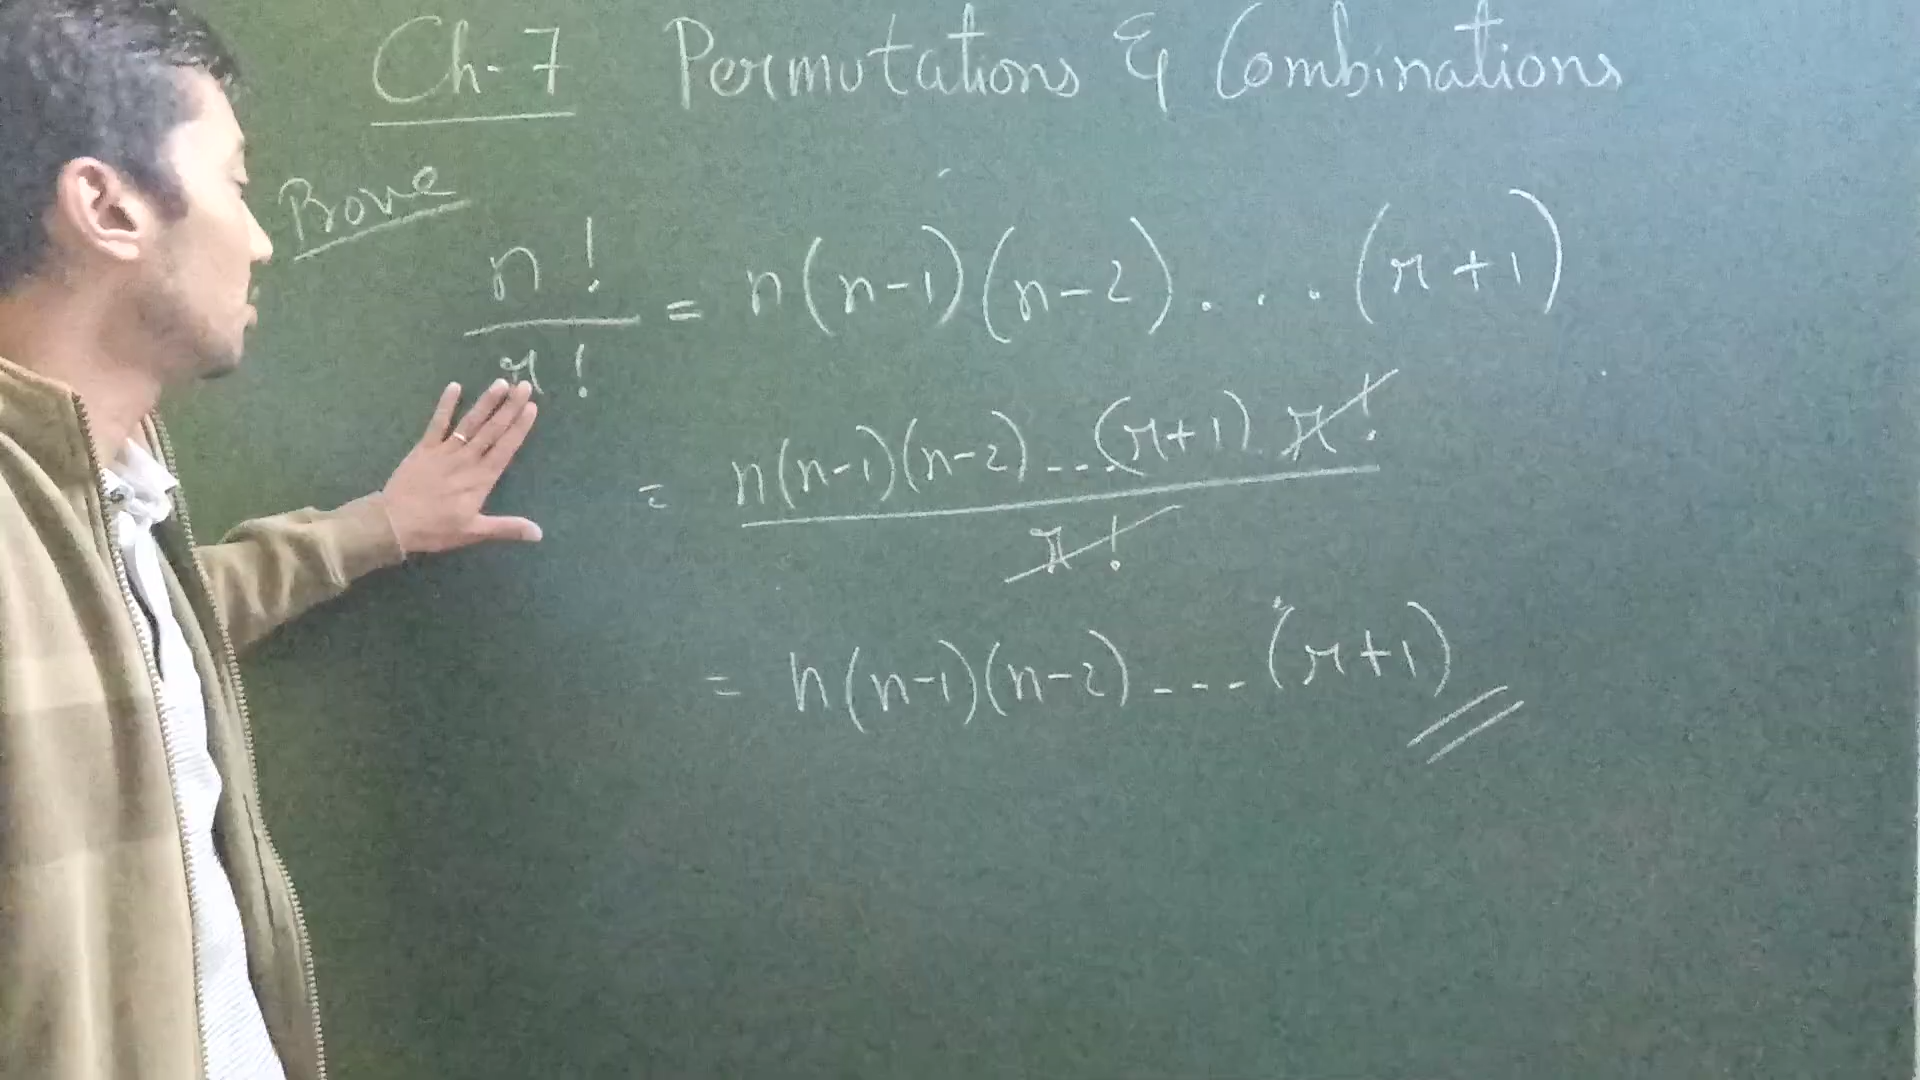 Ch-7 Permutations & Combinations
Prove
n!/r! = n(n-1)(n-2)....(r+1)
= n(n-1)(n-2)---(r+1) r!/r!
= n(n-1)(n-2)---(r+1)